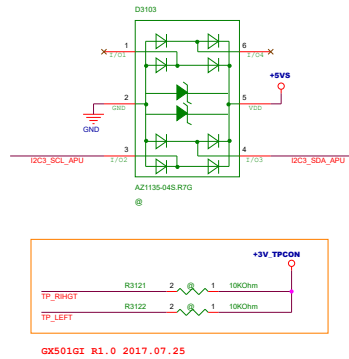 D3103
1 6
I/O1 I/O4
+5VS
2 5
GND VDD
GND
3 4
I2C3_SCL_APU I/O2 I/O3 I2C3_SDA_APU
AZ1135-04S.R7G
@
+3V_TPCON
R3121 2 @ 1 10KOhm
TP_RIHGT
R3122 2 @ 1 10KOhm
TP_LEFT
GX501GI R1.0 2017.07.25